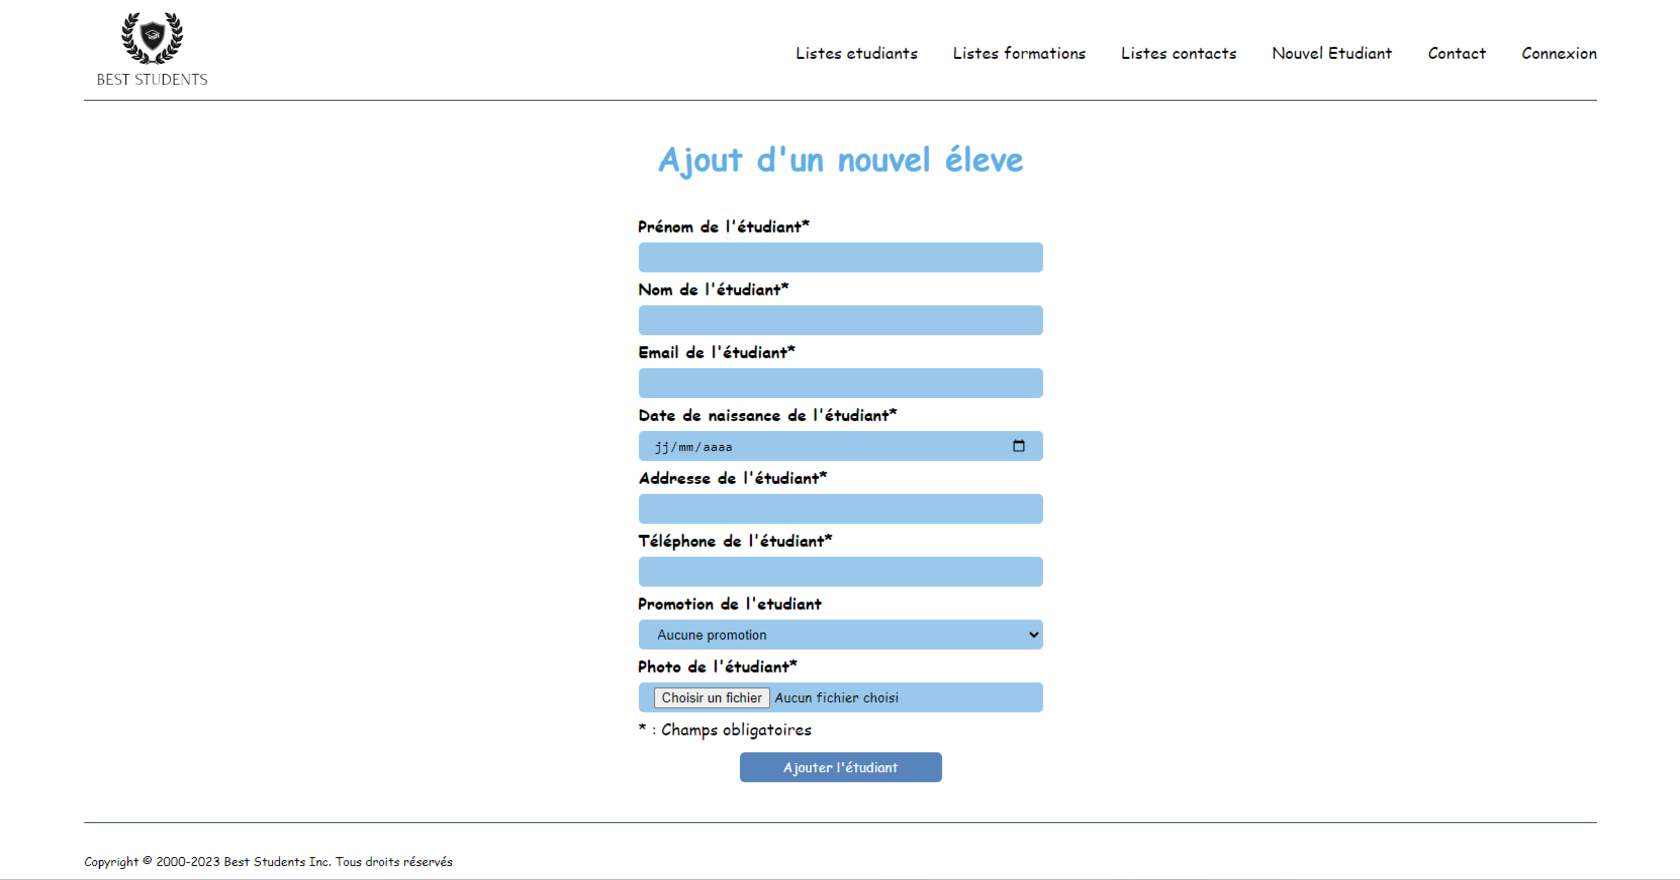 BEST STUDENTS
Listes etudiants Listes formations Listes contacts Nouvel Etudiant Contact Connexion
Ajout d'un nouvel éleve
Prénom de l'étudiant*
Nom de l'étudiant*
Email de l'étudiant*
Date de naissance de l'étudiant*
jj/mm/aaaa
Addresse de l'étudiant*
Téléphone de l'étudiant*
Promotion de l'etudiant
Aucune promotion
Photo de l'étudiant*
Choisir un fichier Aucun fichier choisi
* : Champs obligatoires
Ajouter l'étudiant
Copyright © 2000-2023 Best Students Inc. Tous droits réservés